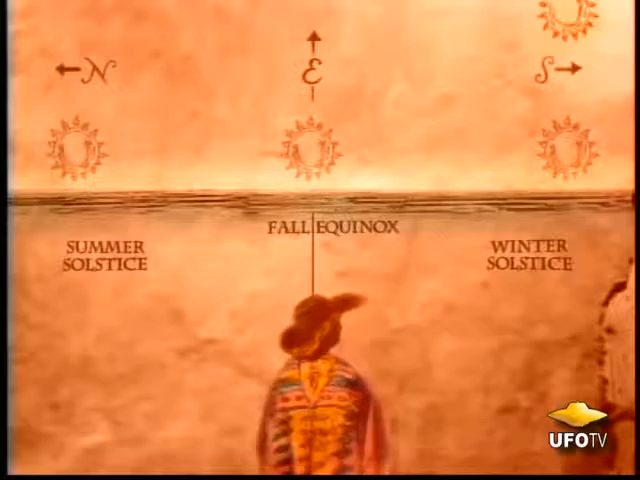 N
E
S
FALL EQUINOX
SUMMER
SOLSTICE
WINTER
SOLSTICE
UFOTV